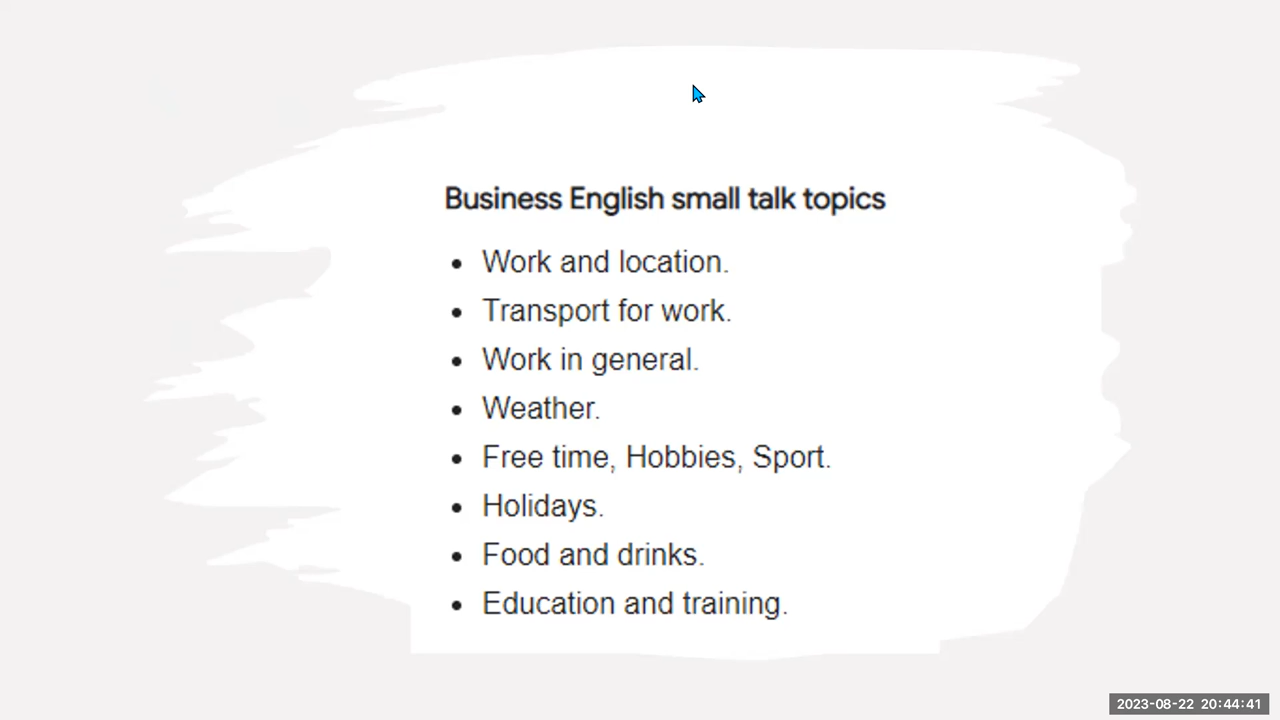 Business English small talk topics
• Work and location.
• Transport for work.
• Work in general.
• Weather.
• Free time, Hobbies, Sport.
• Holidays.
• Food and drinks.
• Education and training.
2023-08-22 20:44:41